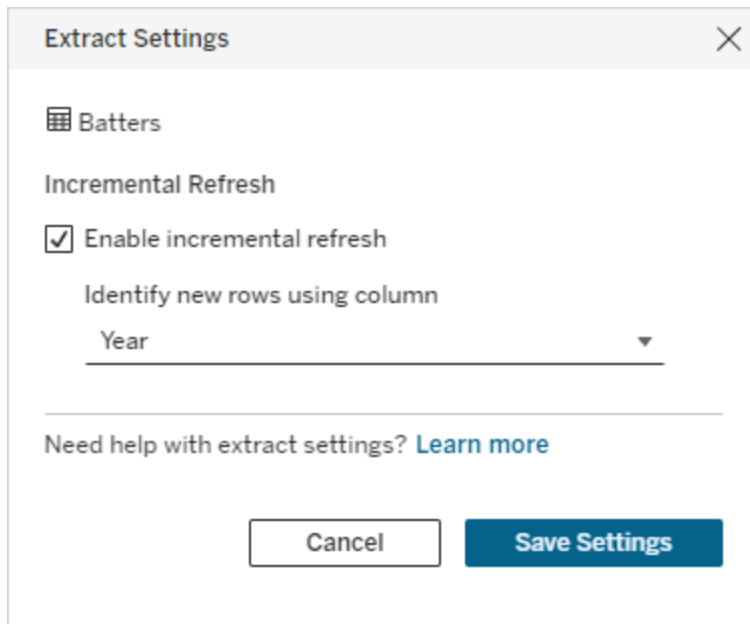 Extract Settings
Batters
Incremental Refresh
Enable incremental refresh
Identify new rows using column
Year
Need help with extract settings? Learn more
Cancel Save Settings